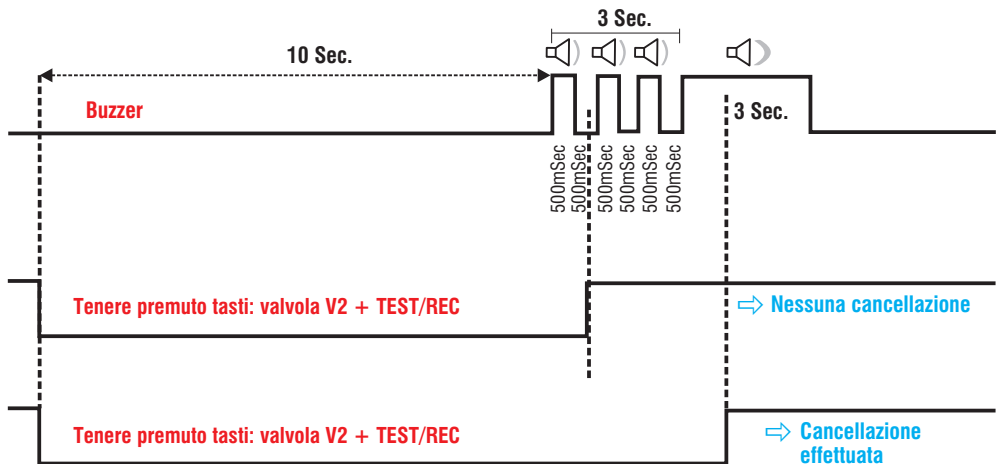 3 Sec.
10 Sec.
Buzzer
3 Sec.
500mSec
500mSec
500mSec
500mSec
500mSec
500mSec
Tenere premuto tasti: valvola V2 + TEST/REC
Nessuna cancellazione
Tenere premuto tasti: valvola V2 + TEST/REC
Cancellazione
effettuata